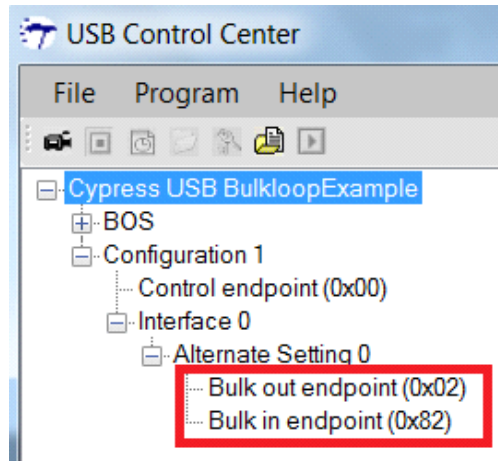 USB Control Center
File Program Help
Cypress USB BulkloopExample
BOS
Configuration 1
Control endpoint (0x00)
Interface 0
Alternate Setting 0
Bulk out endpoint (0x02)
Bulk in endpoint (0x82)